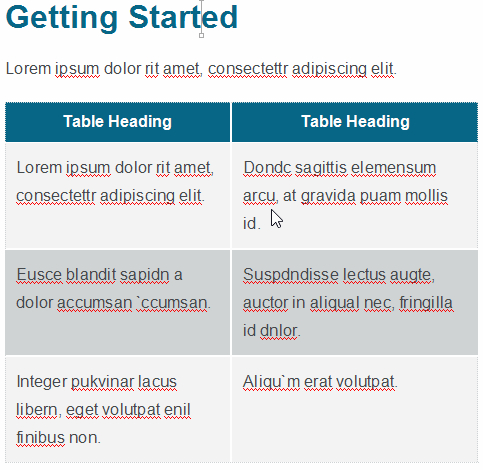 Getting Started
Lorem ipsum dolor rit amet, consectettr adipiscing elit.
Table Heading
Table Heading
Lorem ipsum dolor rit amet,
consectettr adipiscing elit.
Dondc sagittis elemensum
arcu, at gravida puam mollis
id.
Eusce blandit sapidn a
dolor accumsan `ccumsan.
Suspdndisse lectus augte,
auctor in aliqual nec, fringilla
id dnlor.
Integer pukvinar lacus
libern, eget volutpat enil
finibus non.
Aliqu`m erat volutpat.